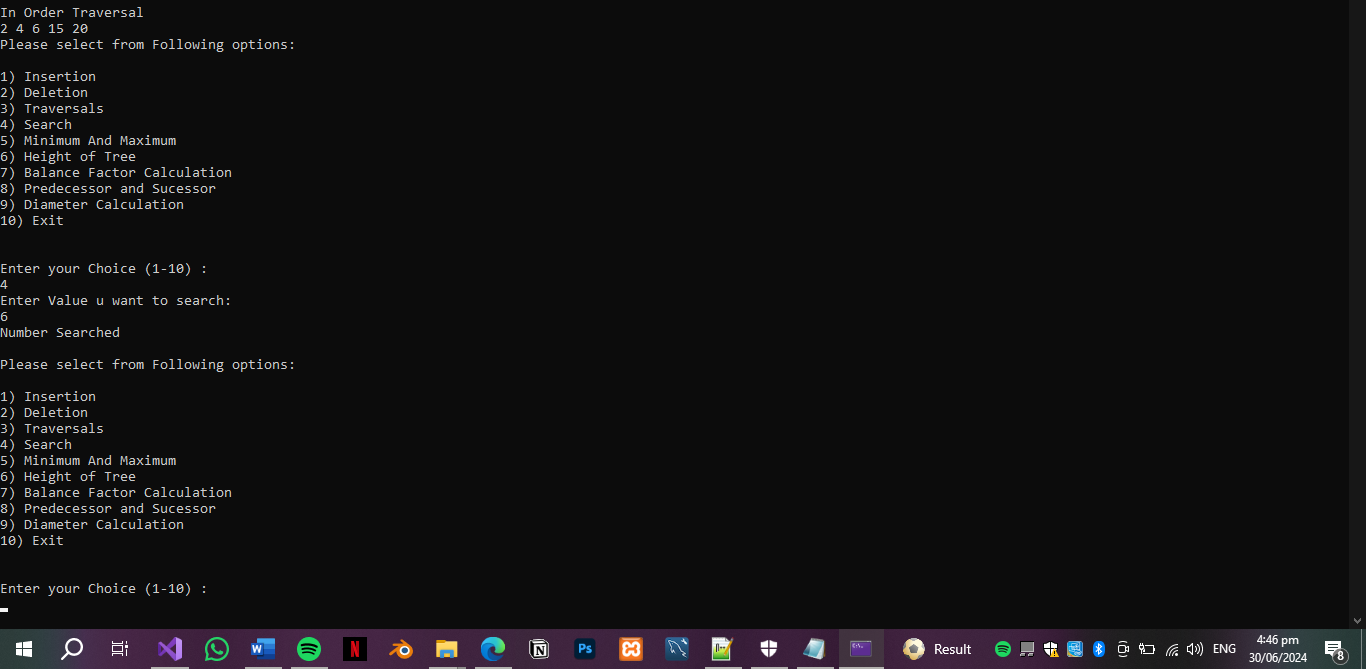 In Order Traversal
2 4 6 15 20
Please select from Following options:
1) Insertion
2) Deletion
3) Traversals
4) Search
5) Minimum And Maximum
6) Height of Tree
7) Balance Factor Calculation
8) Predecessor and Sucessor
9) Diameter Calculation
10) Exit
Enter your Choice (1-10) :
4
Enter Value u want to search:
6
Number Searched
Please select from Following options:
1) Insertion
2) Deletion
3) Traversals
4) Search
5) Minimum And Maximum
6) Height of Tree
7) Balance Factor Calculation
8) Predecessor and Sucessor
9) Diameter Calculation
10) Exit
Enter your Choice (1-10) :
W N N Ps Result ENG 4:46 pm
30/06/2024 8